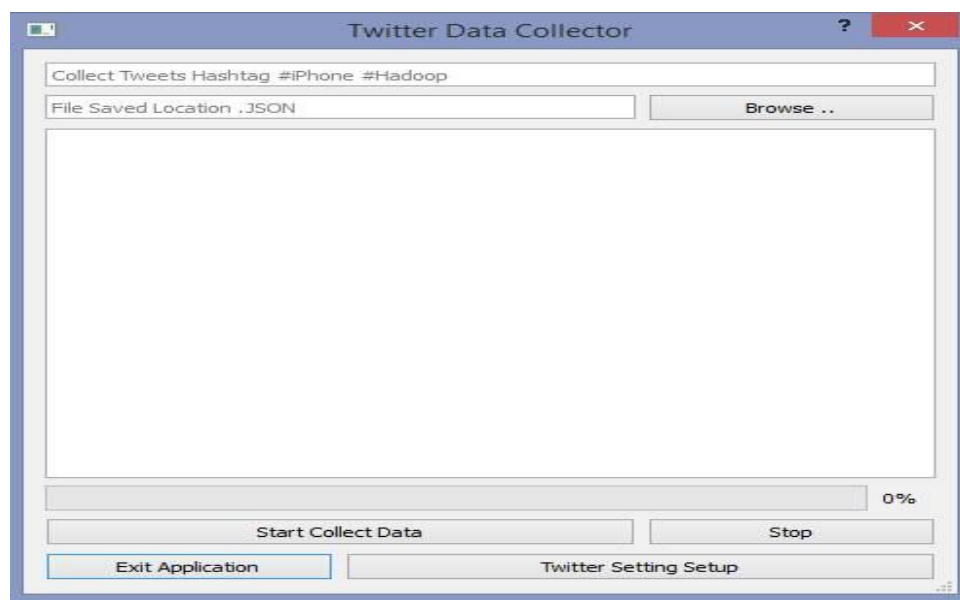 Twitter Data Collector ? ×
Collect Tweets Hashtag #iPhone #Hadoop
File Saved Location .JSON Browse ..
0%
Start Collect Data Stop
Exit Application Twitter Setting Setup